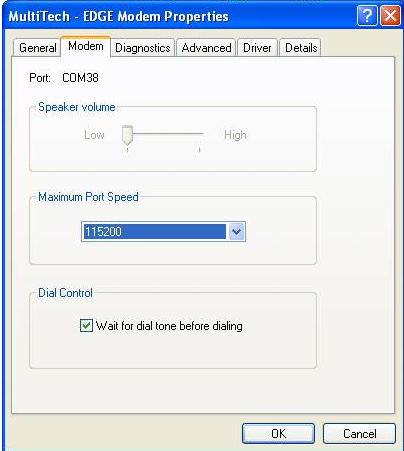 MultiTech - EDGE Modem Properties
General Modem Diagnostics Advanced Driver Details
Port: COM38
Speaker volume
Low High
Maximum Port Speed
115200
Dial Control
Wait for dial tone before dialing
OK Cancel